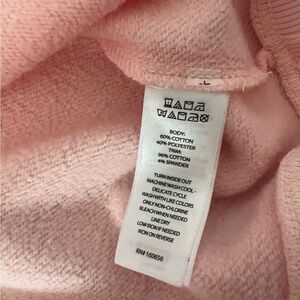 BODY:
60% COTTON
40% POLYESTER
TRIM:
96% COTTON
4% SPANDEX
TURN INSIDE OUT
MACHINE WASH COOL -
DELICATE CYCLE
WASH WITH LIKE COLORS
ONLY NON-CHLORINE
BLEACH WHEN NEEDED
LINE DRY
LOW IRON IF NEEDED
IRON ON REVERSE
RN# 160656